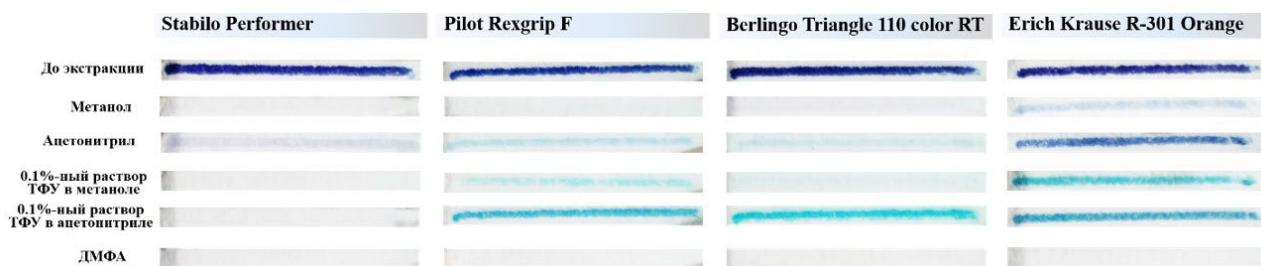 Stabilo Performer
Pilot Rexgrip F
Berlingo Triangle 110 color RT
Erich Krause R-301 Orange
До экстракции
Метанол
Ацетонитрил
0.1%-ный раствор
ТФУ в метаноле
0.1%-ный раствор
ТФУ в ацетонитриле
ДМФА